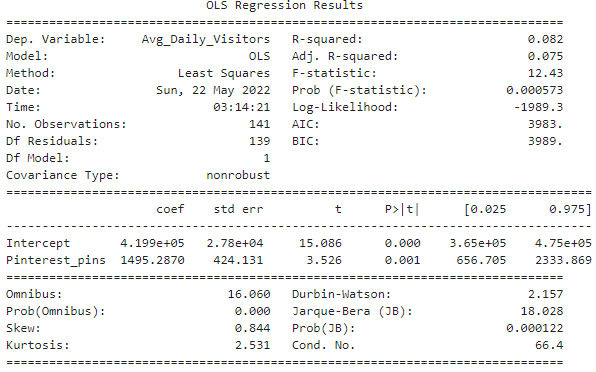 OLS Regression Results
==============================================================================
Dep. Variable: Avg_Daily_Visitors R-squared: 0.082
Model: OLS Adj. R-squared: 0.075
Method: Least Squares F-statistic: 12.43
Date: Sun, 22 May 2022 Prob (F-statistic): 0.000573
Time: 03:14:21 Log-Likelihood: -1989.3
No. Observations: 141 AIC: 3983.
Df Residuals: 139 BIC: 3989.
Df Model: 1
Covariance Type: nonrobust
==================================================================================
coef std err t P>|t| [0.025 0.975]
----------------------------------------------------------------------------------
Intercept 4.199e+05 2.78e+04 15.086 0.000 3.65e+05 4.75e+05
Pinterest_pins 1495.2870 424.131 3.526 0.001 656.705 2333.869
==============================================================================
Omnibus: 16.060 Durbin-Watson: 2.157
Prob(Omnibus): 0.000 Jarque-Bera (JB): 18.028
Skew: 0.844 Prob(JB): 0.000122
Kurtosis: 2.531 Cond. No. 66.4
==============================================================================